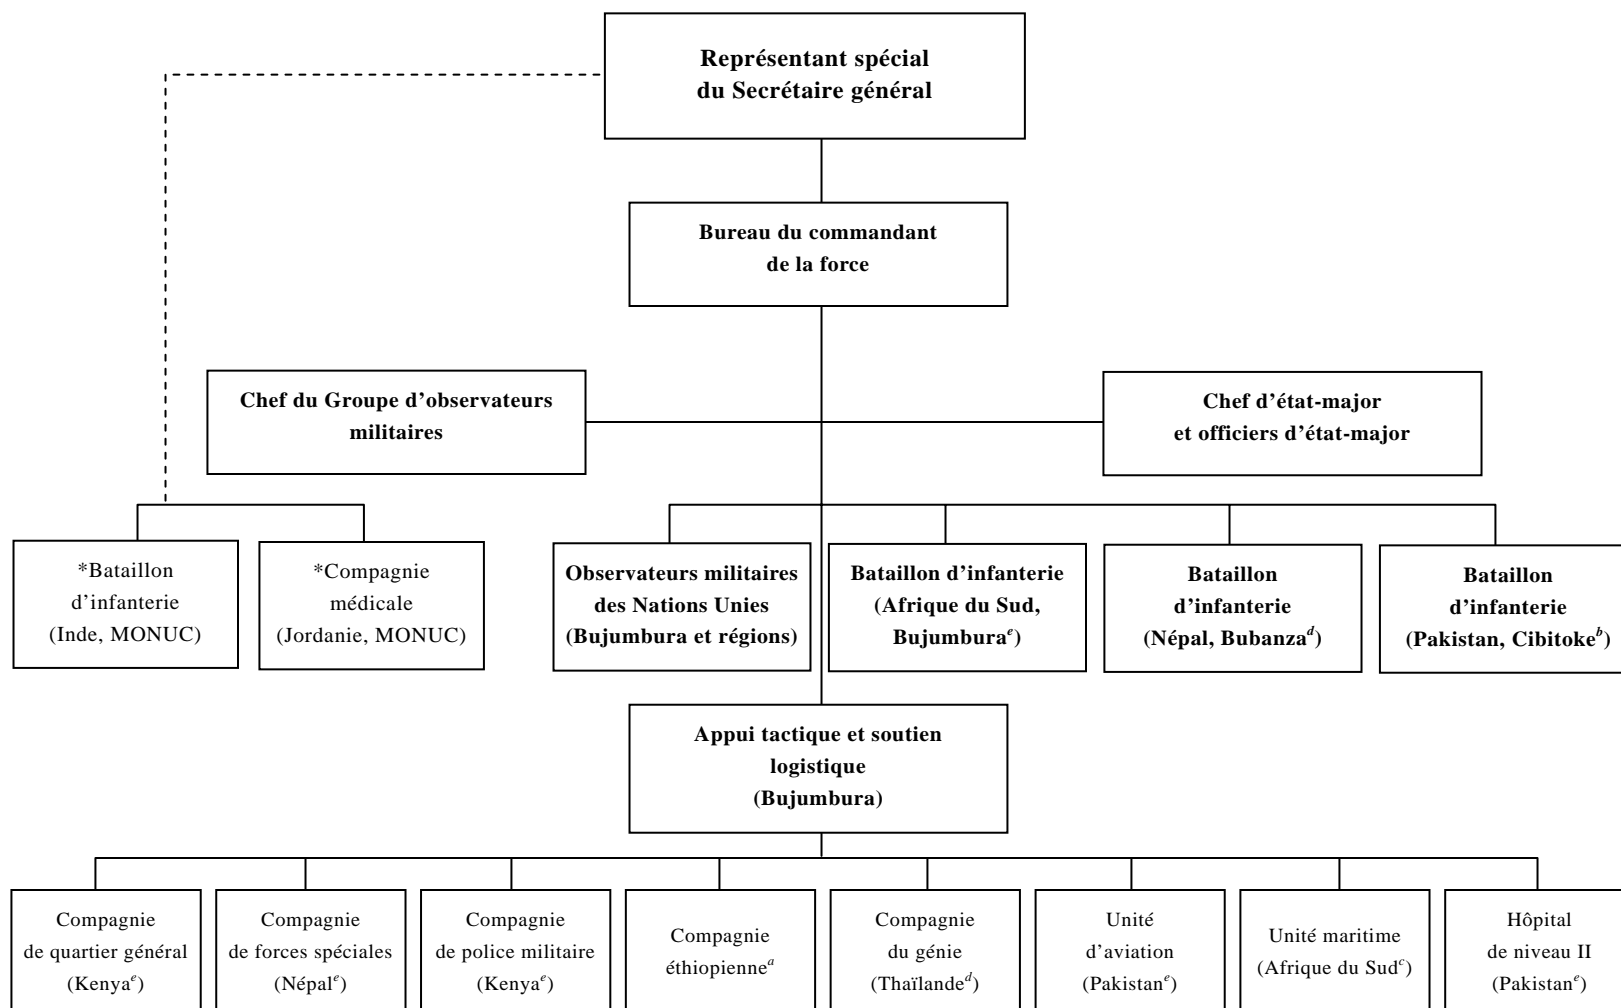 Représentant spécial
du Secrétaire général
Bureau du commandant
de la force
Chef du Groupe d'observateurs
militaires
Chef d'état-major
et officiers d'état-major
*Bataillon
d'infanterie
(Inde, MONUC)
*Compagnie
médicale
(Jordanie, MONUC)
Observateurs militaires
des Nations Unies
(Bujumbura et régions)
Bataillon d'infanterie
(Afrique du Sud,
Bujumbura^e)
Bataillon
d'infanterie
(Népal, Bubanza^d)
Bataillon
d'infanterie
(Pakistan, Cibitoke^b)
Appui tactique et soutien
logistique
(Bujumbura)
Compagnie
de quartier général
(Kenya^e)
Compagnie
de forces spéciales
(Népal^e)
Compagnie
de police militaire
(Kenya^e)
Compagnie
éthiopienne^a
Compagnie
du génie
(Thaïlande^d)
Unité
d'aviation
(Pakistan^e)
Unité maritime
(Afrique du Sud^c)
Hôpital
de niveau II
(Pakistan^e)